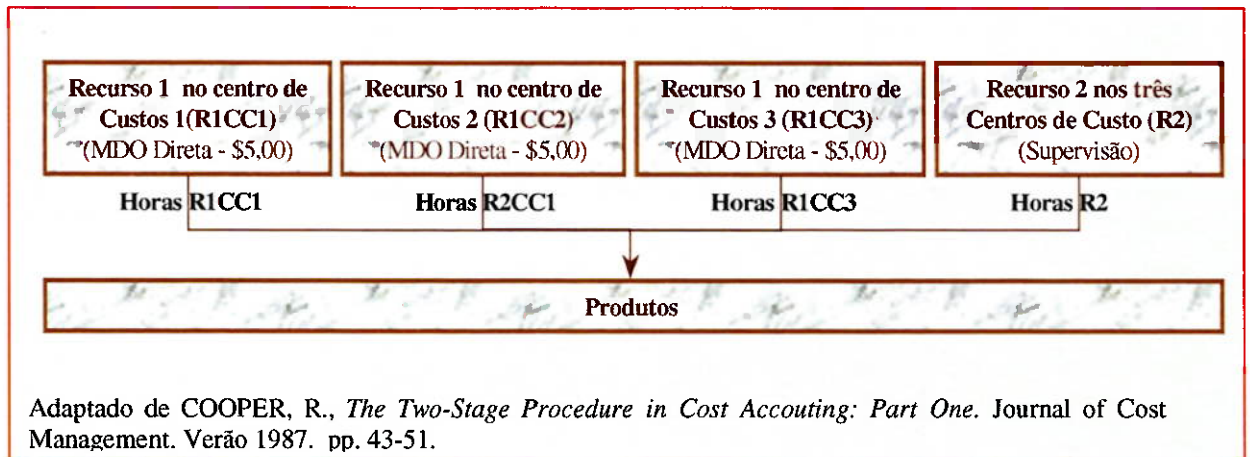 Recurso 1 no centro de
Custos 1(R1CC1)
(MDO Direta - $5,00)
Recurso 1 no centro de
Custos 2 (R1CC2)
(MDO Direta - $5,00)
Recurso 1 no centro de
Custos 3 (R1CC3)
(MDO Direta - $5,00)
Recurso 2 nos três
Centros de Custo (R2)
(Supervisão)
Horas R1CC1
Horas R2CC1
Horas R1CC3
Horas R2
Produtos
Adaptado de COOPER, R., The Two-Stage Procedure in Cost Accouting: Part One. Journal of Cost
Management. Verão 1987. pp. 43-51.